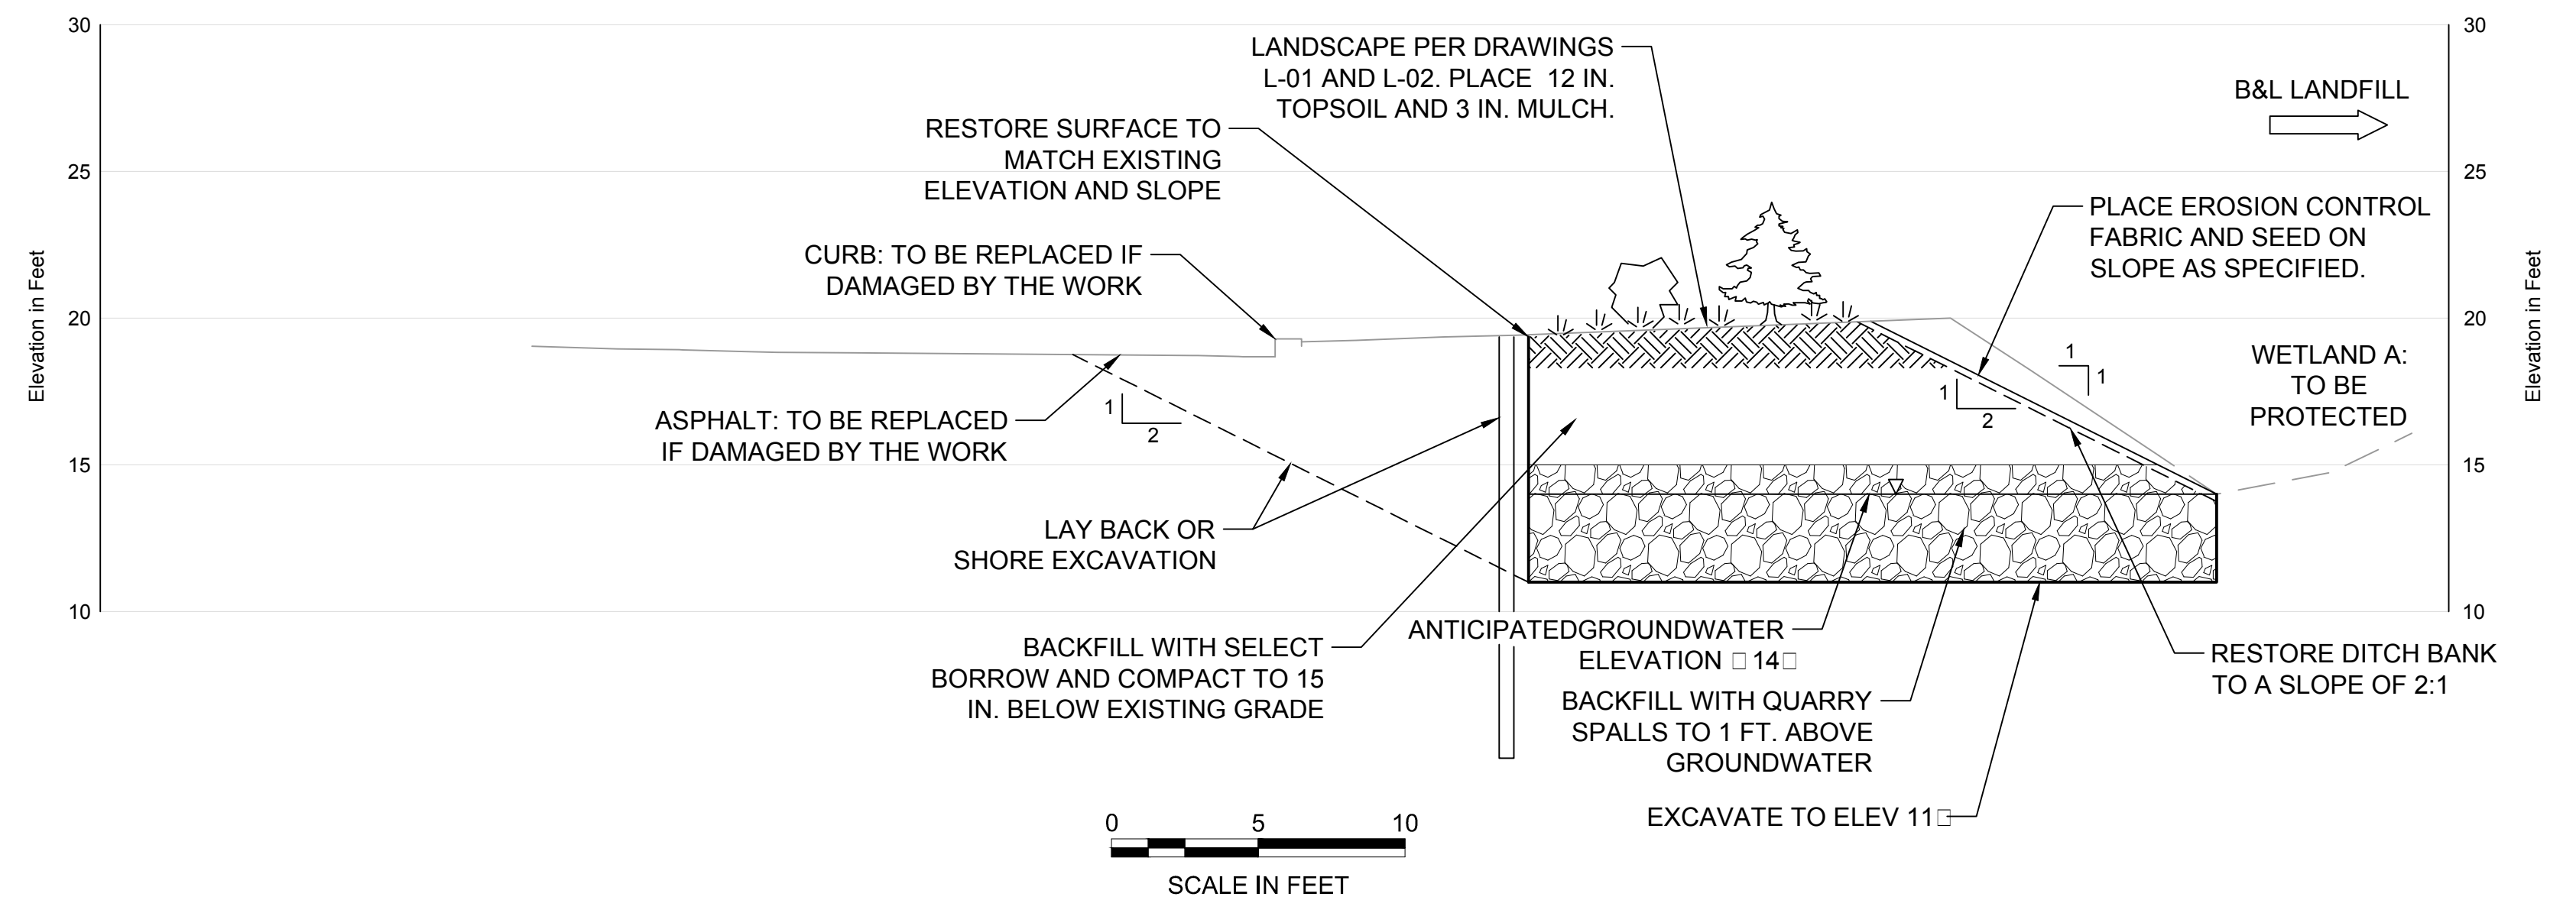 30
30
LANDSCAPE PER DRAWINGS
L-01 AND L-02. PLACE 12 IN.
TOPSOIL AND 3 IN. MULCH.
B&L LANDFILL
RESTORE SURFACE TO
MATCH EXISTING
ELEVATION AND SLOPE
25
25
PLACE EROSION CONTROL
FABRIC AND SEED ON
SLOPE AS SPECIFIED.
CURB: TO BE REPLACED IF
DAMAGED BY THE WORK
Elevation in Feet
Elevation in Feet
20
20
1
1
WETLAND A:
TO BE
PROTECTED
1
2
1
2
ASPHALT: TO BE REPLACED
IF DAMAGED BY THE WORK
15
15
LAY BACK OR
SHORE EXCAVATION
10
10
BACKFILL WITH SELECT
BORROW AND COMPACT TO 15
IN. BELOW EXISTING GRADE
ANTICIPATEDGROUNDWATER
ELEVATION □ 14□
RESTORE DITCH BANK
TO A SLOPE OF 2:1
BACKFILL WITH QUARRY
SPALLS TO 1 FT. ABOVE
GROUNDWATER
EXCAVATE TO ELEV 11□
0 5 10
SCALE IN FEET